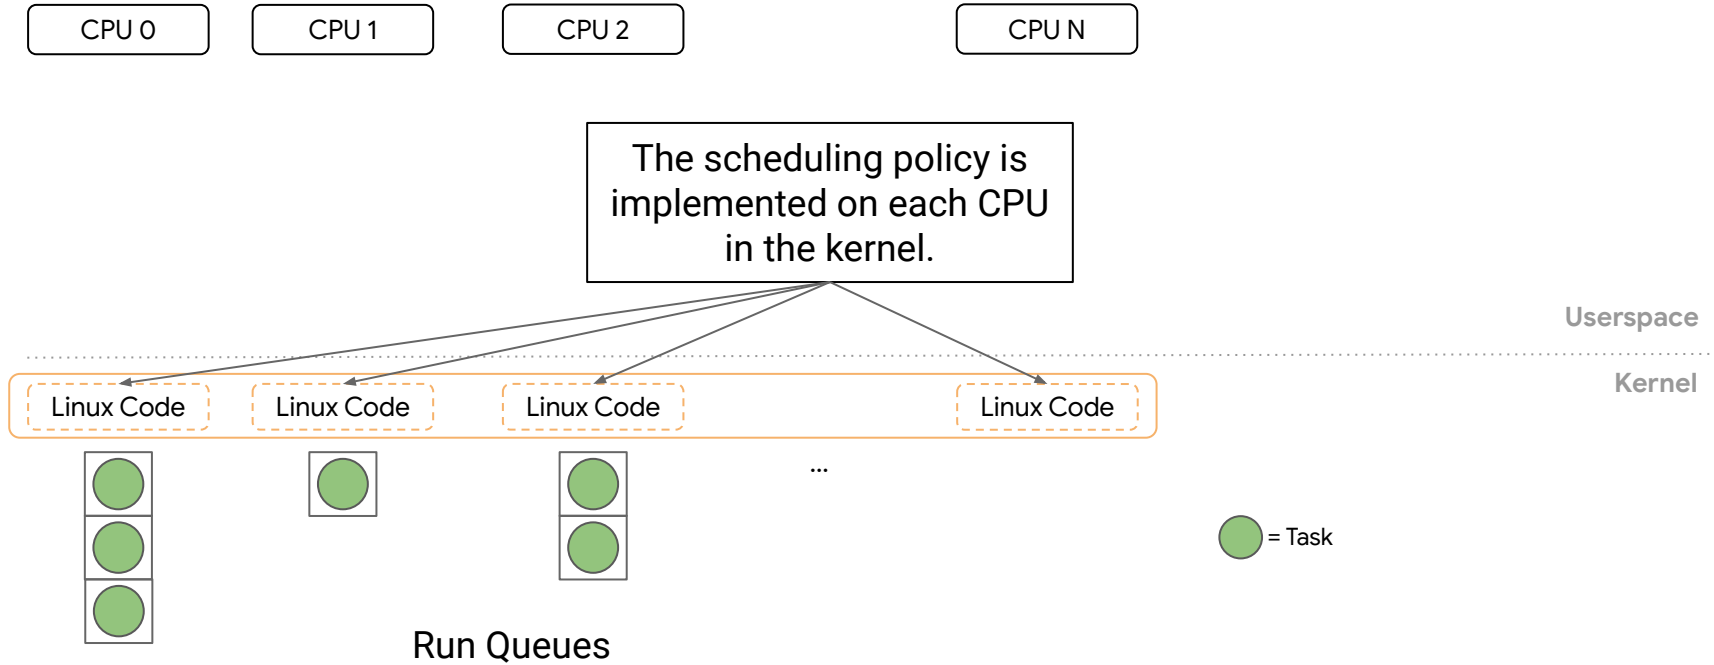 CPU 0
CPU 1
CPU 2
CPU N
The scheduling policy is
implemented on each CPU
in the kernel.
Userspace
Kernel
Linux Code
Linux Code
Linux Code
Linux Code
...
= Task
Run Queues